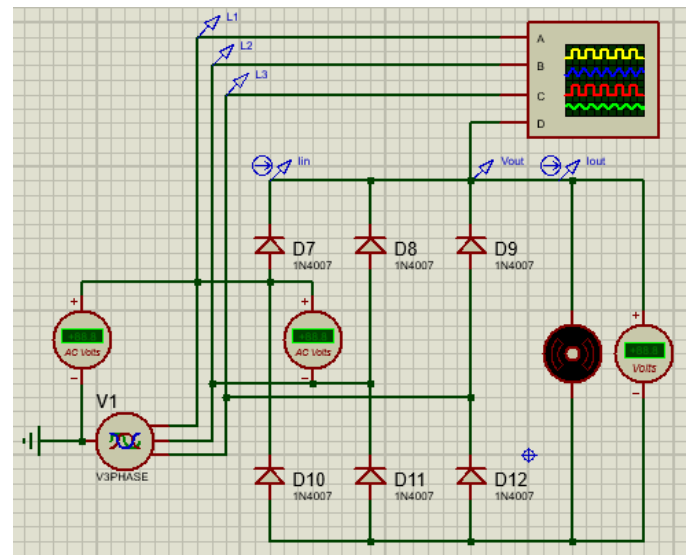 L1
L2
A
B
L3
C
D
Iin
Vout
Iout
D7
1N4007
D8
1N4007
D9
1N4007
+
+
+
AC Volts
AC Volts
Volts
V1
V3PHASE
D10
1N4007
D11
1N4007
D12
1N4007